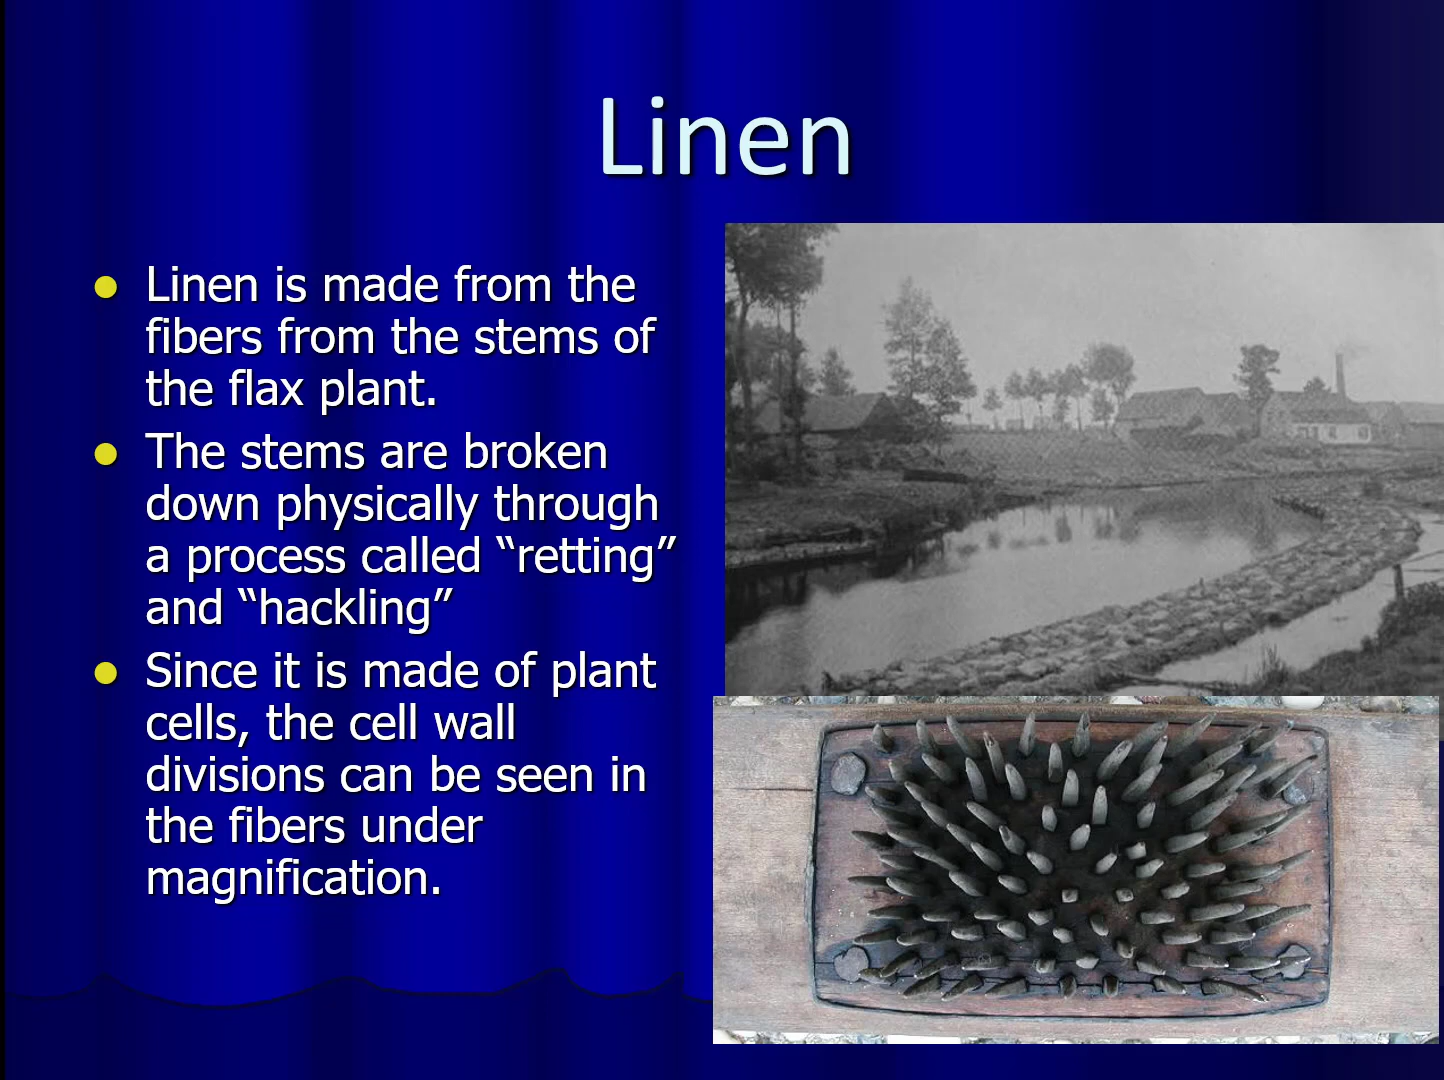 Linen
Linen is made from the
fibers from the stems of
the flax plant.
The stems are broken
down physically through
a process called “retting”
and “hackling”
Since it is made of plant
cells, the cell wall
divisions can be seen in
the fibers under
magnification.